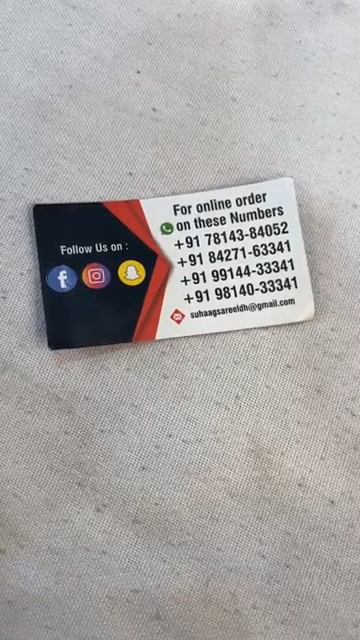 Follow Us on :
For online order
on these Numbers
+91 78143-84052
+91 84271-63341
+91 99144-33341
+91 98140-33341
suhaagsareeldh@gmail.com